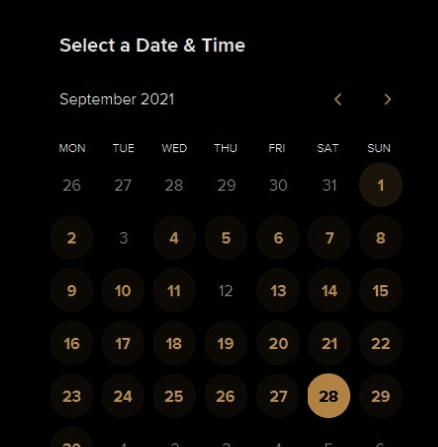 Select a Date & Time
September 2021
MON TUE WED THU FRI SAT SUN
26 27 28 29 30 31 1
2 3 4 5 6 7 8
9 10 11 12 13 14 15
16 17 18 19 20 21 22
23 24 25 26 27 28 29